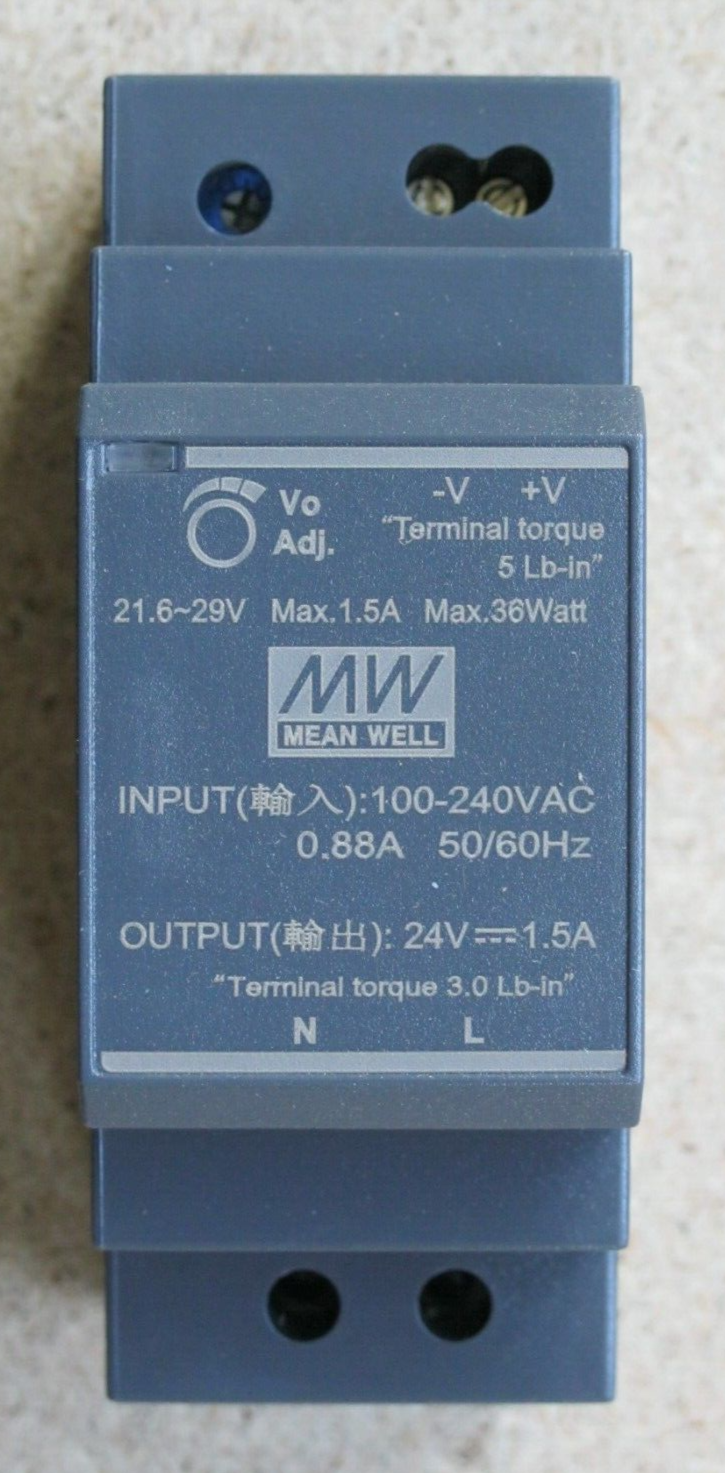 Vo
Adj.
-V +V
“Terminal torque
5 Lb-in”
21.6~29V Max.1.5A Max.36Watt
MW
MEAN WELL
INPUT(輸入):100-240VAC
0.88A 50/60Hz
OUTPUT(輸出): 24V⎓1.5A
“Terminal torque 3.0 Lb-in”
N L